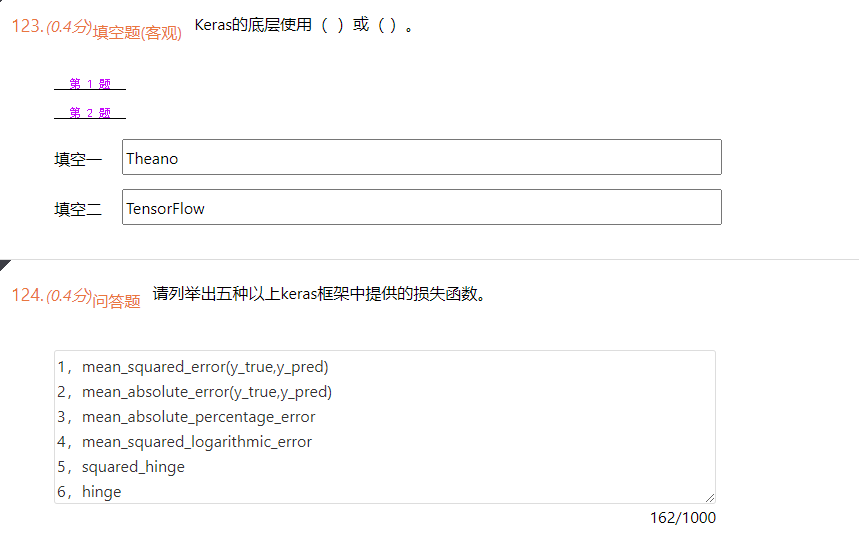 123.(0.4分)填空题(客观) Keras的底层使用（ ）或（ ）。
第 1 题
第 2 题
填空一 Theano
填空二 TensorFlow
124.(0.4分)问答题 请列举出五种以上keras框架中提供的损失函数。
1，mean_squared_error(y_true,y_pred)
2，mean_absolute_error(y_true,y_pred)
3，mean_absolute_percentage_error
4，mean_squared_logarithmic_error
5，squared_hinge
6，hinge
162/1000